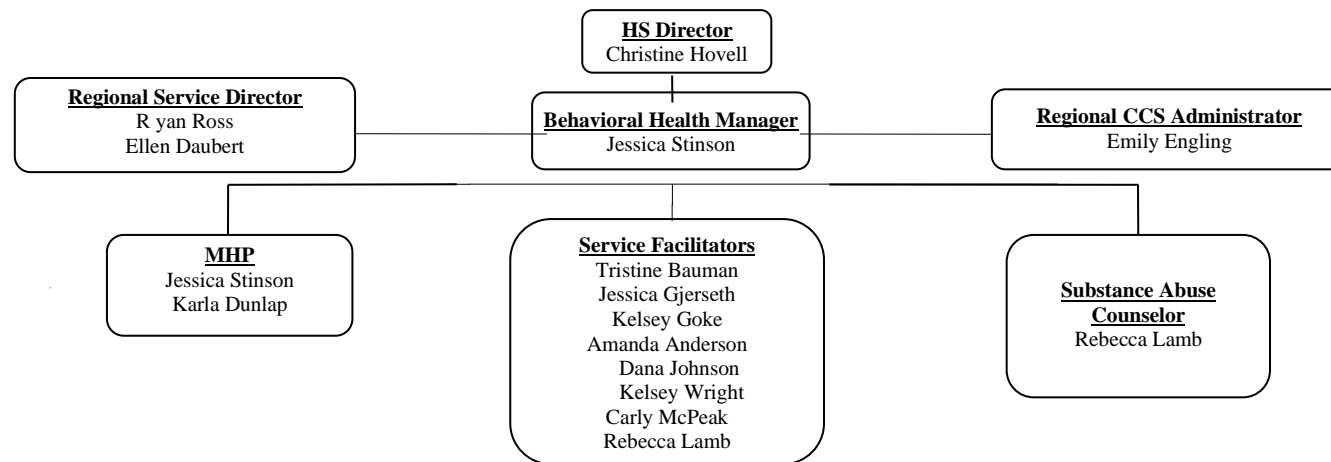 HS Director
Christine Hovell
Regional Service Director
R yan Ross
Ellen Daubert
Behavioral Health Manager
Jessica Stinson
Regional CCS Administrator
Emily Engling
MHP
Jessica Stinson
Karla Dunlap
Service Facilitators
Tristine Bauman
Jessica Gjerseth
Kelsey Goke
Amanda Anderson
Dana Johnson
Kelsey Wright
Carly McPeak
Rebecca Lamb
Substance Abuse
Counselor
Rebecca Lamb